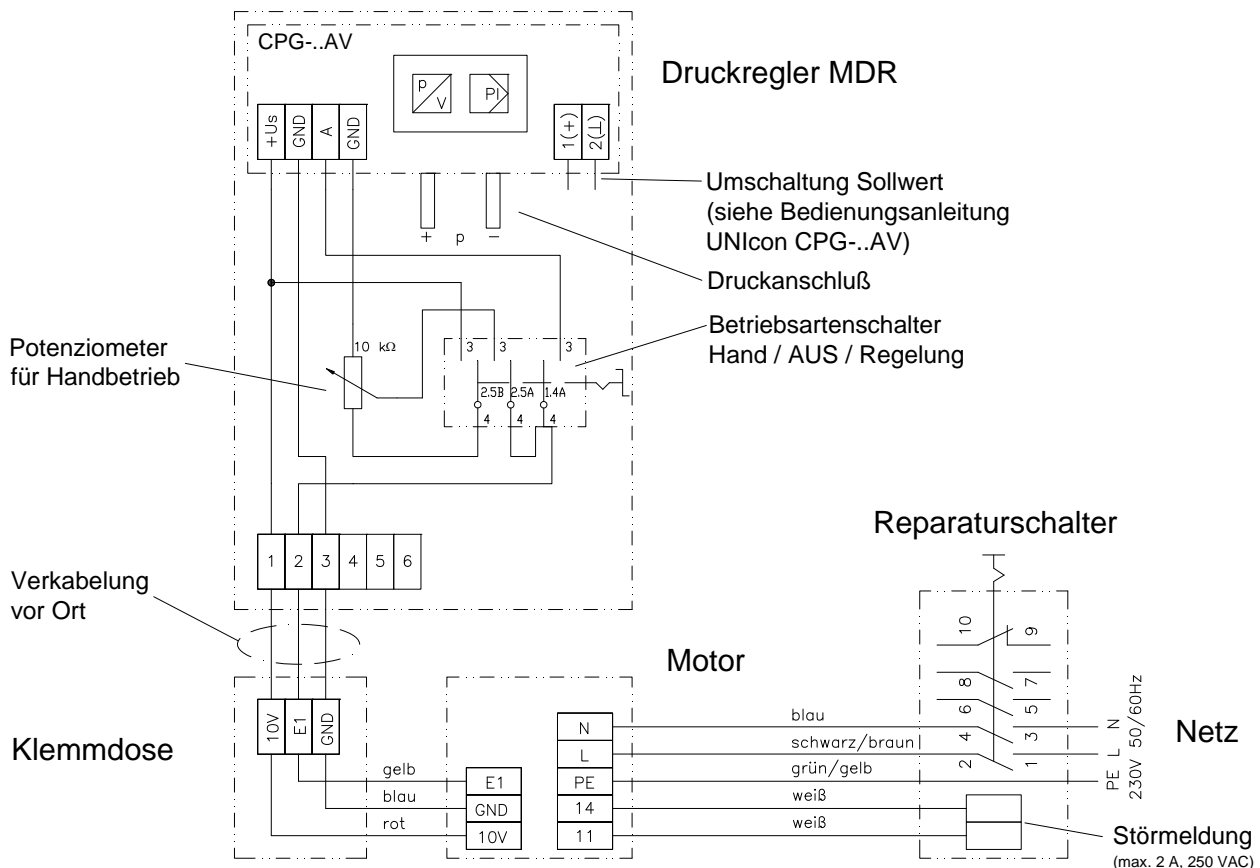 CPG-..AV
Druckregler MDR
p
V
PI
+Us
GND
A
GND
1(+)
2(⊥)
Umschaltung Sollwert
(siehe Bedienungsanleitung
UNIcon CPG-..AV)
+ p −
Druckanschluß
Betriebsartenschalter
Hand / AUS / Regelung
Potenziometer
für Handbetrieb
10 kΩ
3 3 3
2.5B 2.5A 1.4A
4 4 4
1 2 3 4 5 6
Verkabelung
vor Ort
Reparaturschalter
10 9
8 7
6 5
4 3
2 1
Motor
Klemmdose
10V
E1
GND
gelb
blau
rot
E1
GND
10V
N
L
PE
14
11
blau
schwarz/braun
grün/gelb
weiß
weiß
N
L
PE
230V 50/60Hz
Netz
Störmeldung
(max. 2 A, 250 VAC)